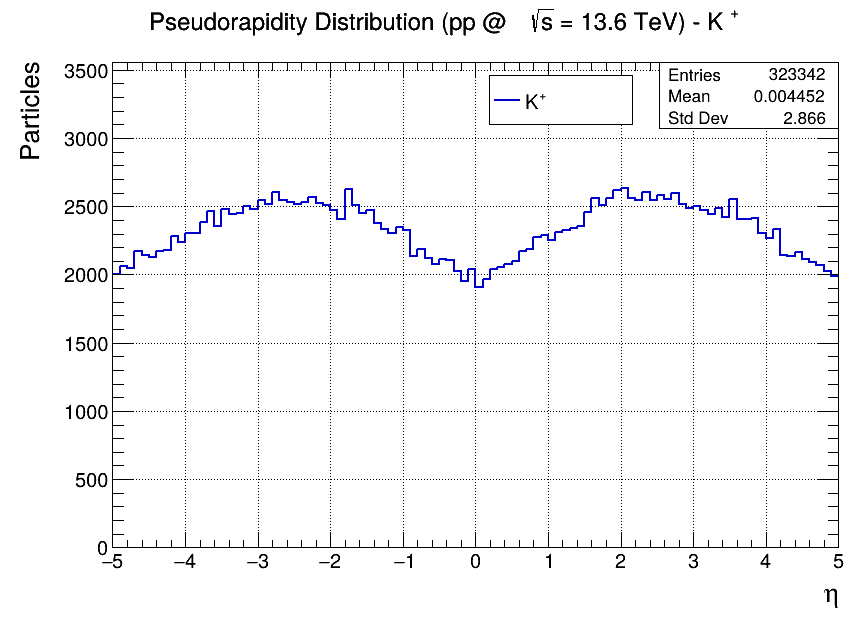 Pseudorapidity Distribution (pp @ √s = 13.6 TeV) - K⁺
Particles
Entries 323342
Mean 0.004452
Std Dev 2.866
K⁺
3500
3000
2500
2000
1500
1000
500
0
−5 −4 −3 −2 −1 0 1 2 3 4 5
η